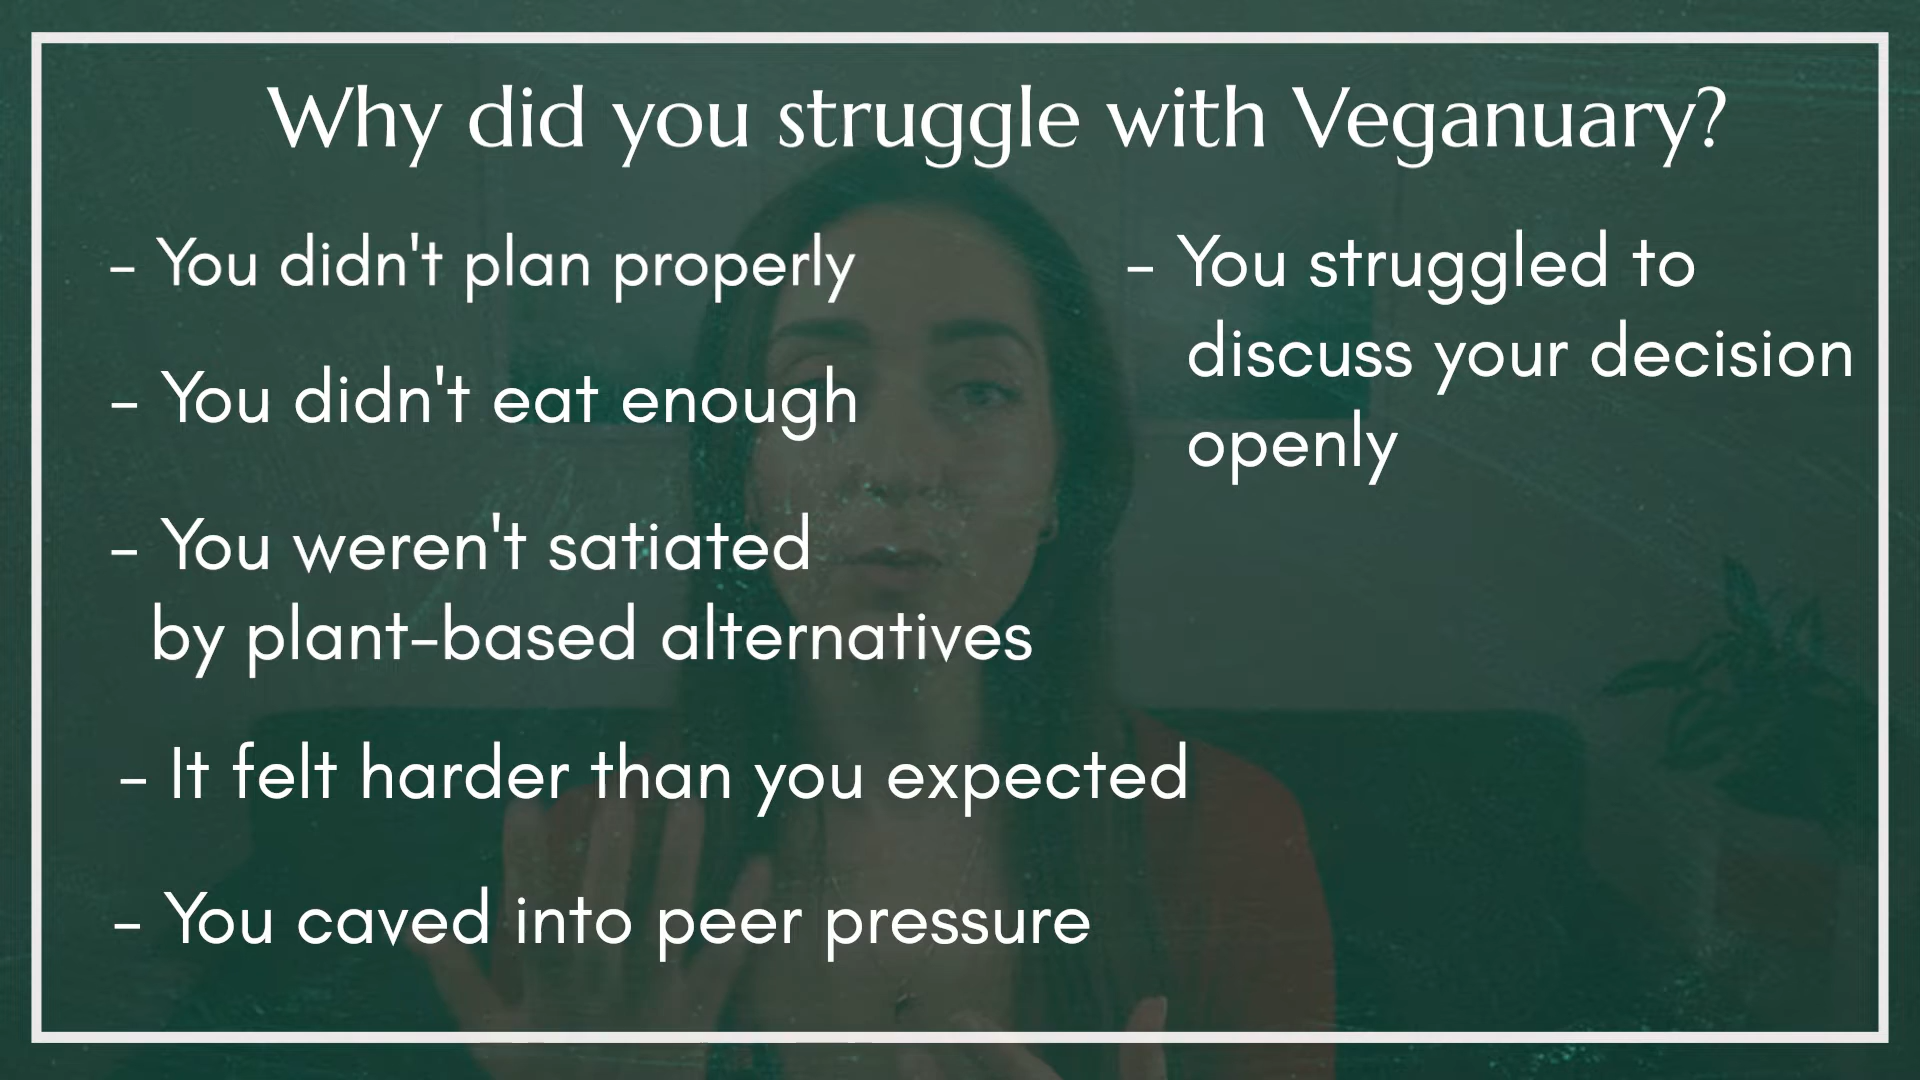 Why did you struggle with Veganuary?
- You didn't plan properly
- You didn't eat enough
- You weren't satiated
by plant-based alternatives
- It felt harder than you expected
- You caved into peer pressure
- You struggled to
discuss your decision
openly